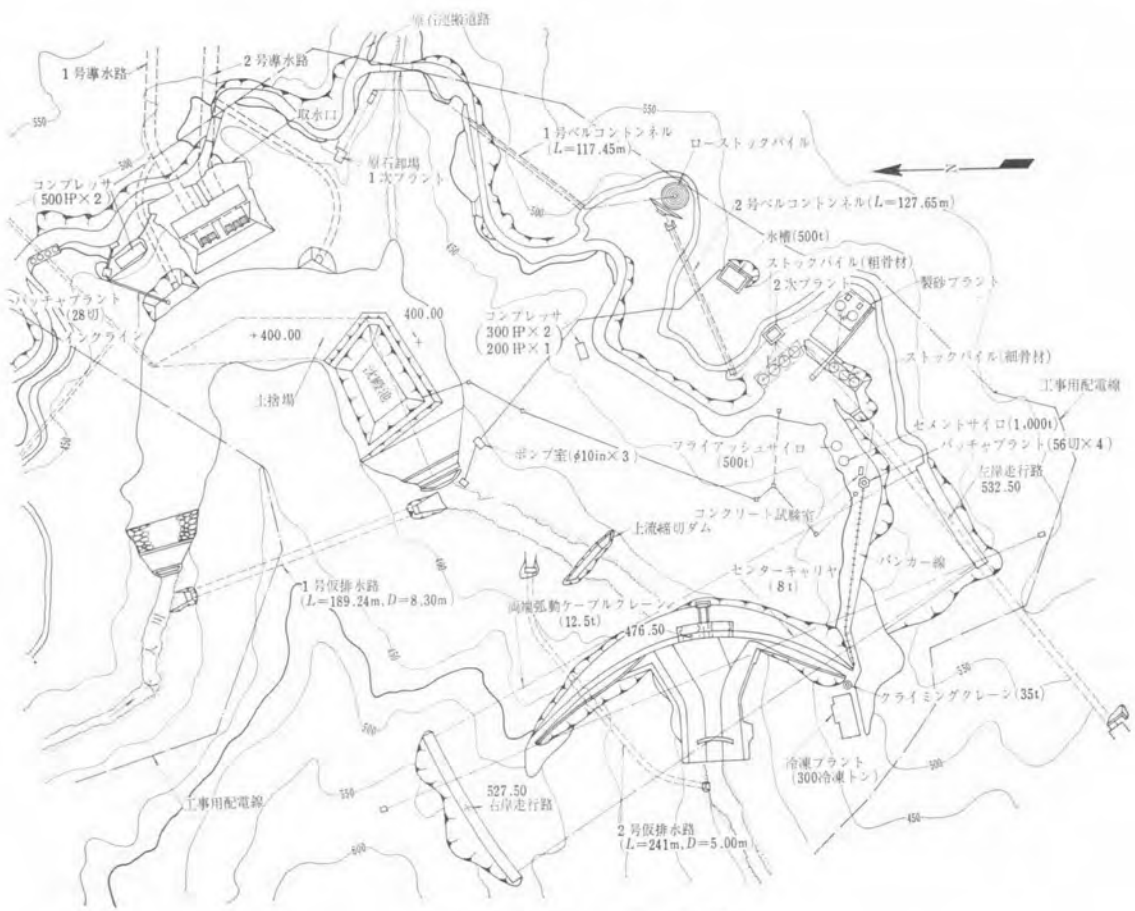 原石運搬道路
1号導水路
2号導水路
取水口
1号ベルコントンネル
(L=117.45m)
ローストックパイル
原石卸場
1次プラント
コンプレッサ
(500HP×2)
N
2号ベルコントンネル(L=127.65m)
水槽(500t)
ストックパイル(粗骨材)
2次プラント
製砂プラント
バッチャプラント
(28切)
インクライン
+400.00
400.00
コンプレッサ
300HP×2
200HP×1
沈殿池
土捨場
ストックパイル(細骨材)
工事用配電線
セメントサイロ(1,000t)
バッチャプラント(56切×4)
ポンプ室(φ10in×3)
フライアッシュサイロ
(500t)
左岸走行路
532.50
コンクリート試験室
上流締切ダム
センターキャリヤ
(8t)
バンカー線
1号仮排水路
(L=189.24m, D=8.30m)
両端弧動ケーブルクレーン
(12.5t)
476.50
クライミングクレーン(35t)
冷凍プラント
(300冷凍トン)
527.50
右岸走行路
工事用配電線
2号仮排水路
(L=241m, D=5.00m)
550
500
450
550
500
450
450
460
450
500
550
600
550
500
450